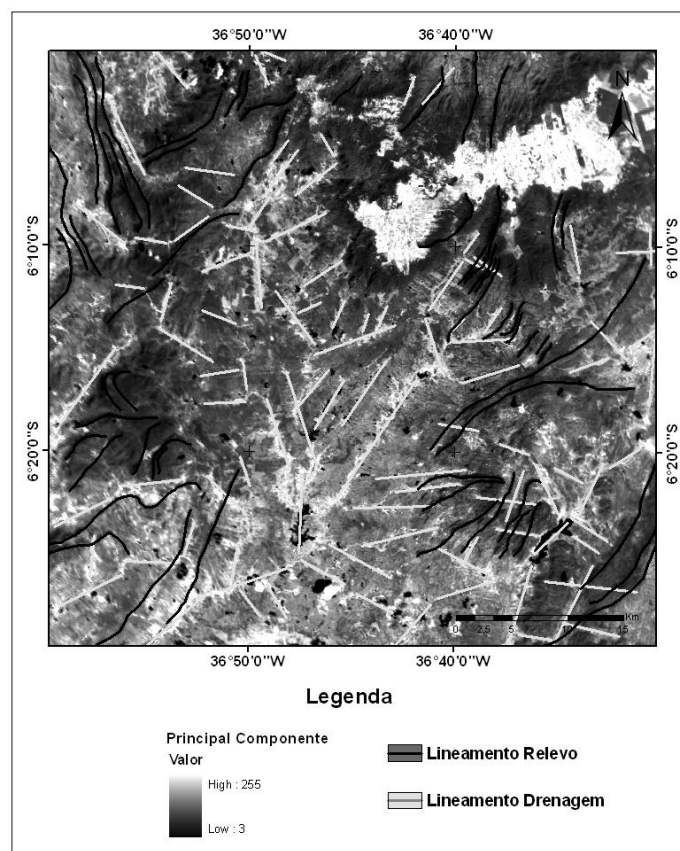 36°50'0"W 36°40'0"W
N
6°10'0"S 6°10'0"S
6°20'0"S 6°20'0"S
Km
0 2,5 5 10 15
36°50'0"W 36°40'0"W
Legenda
Principal Componente
Valor
High : 255
Low : 3
Lineamento Relevo
Lineamento Drenagem